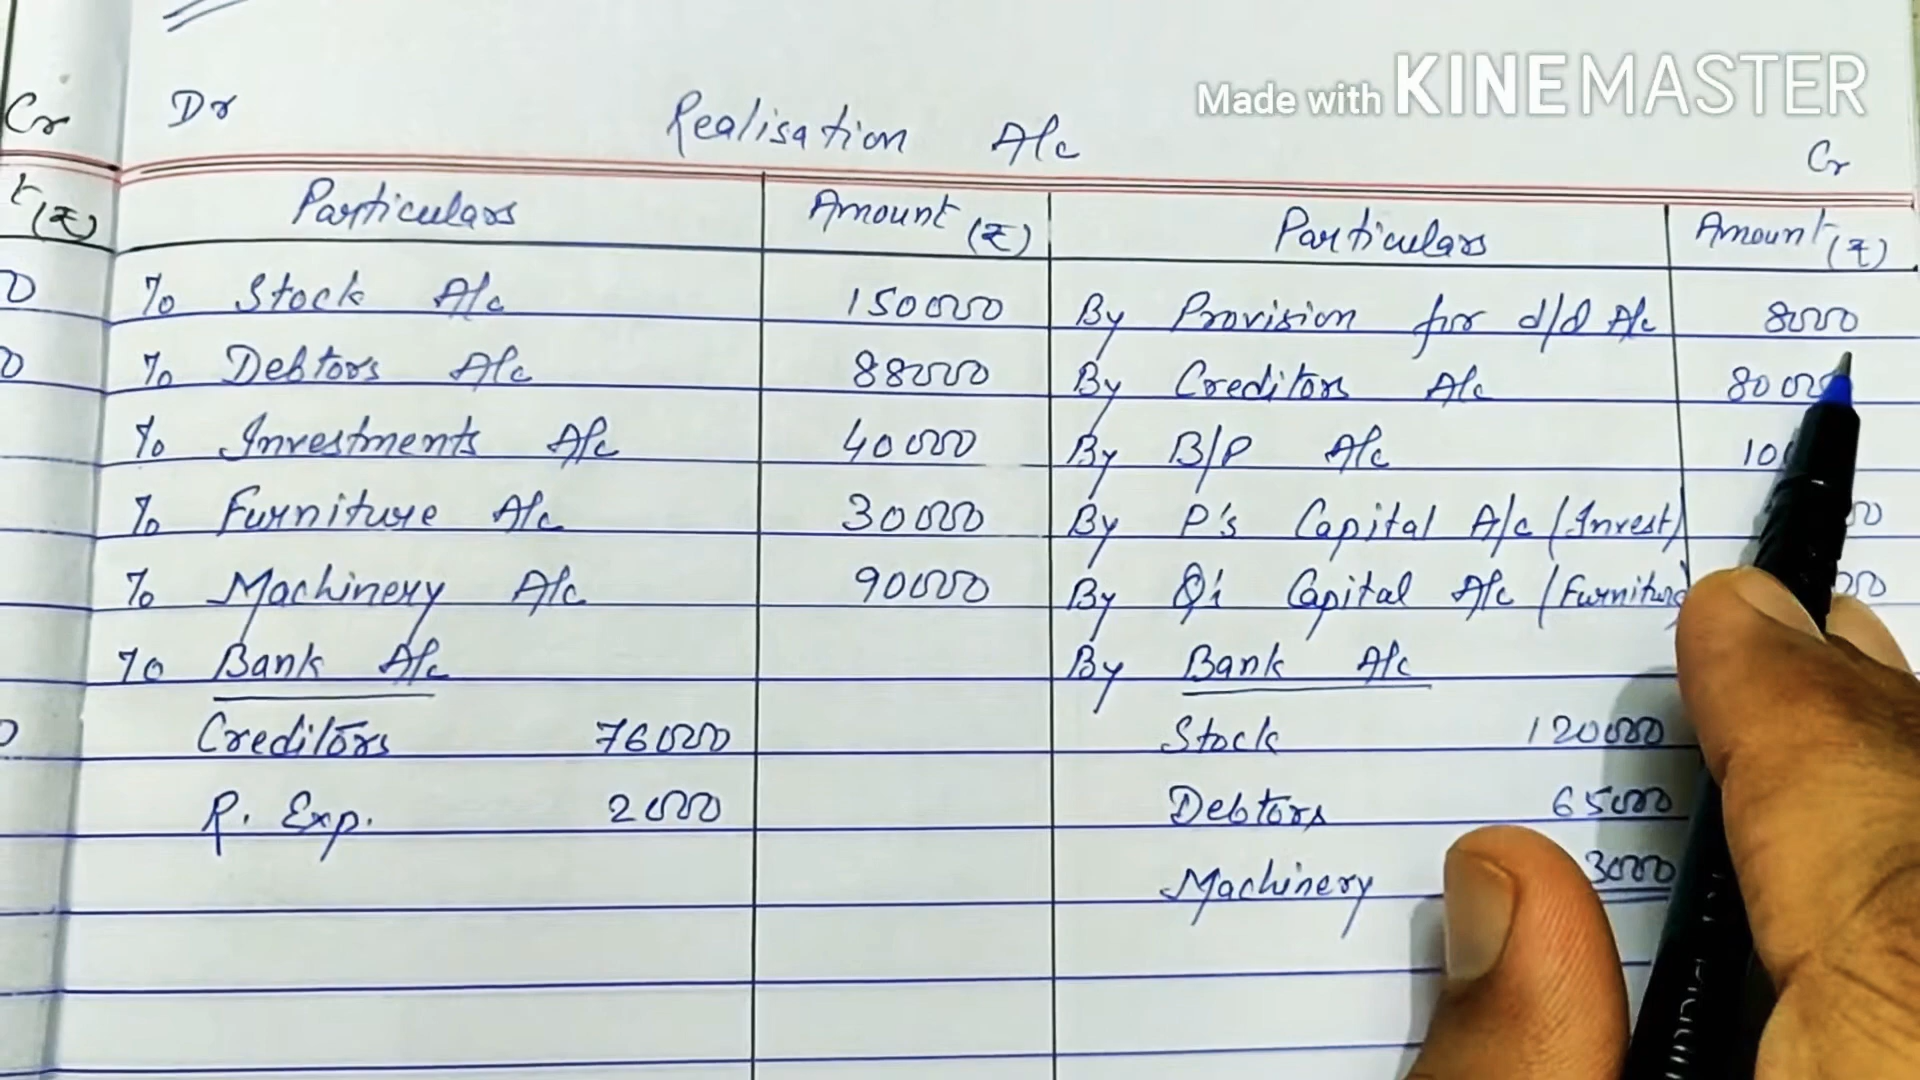 Made with KINEMASTER
Cr
Dr Realisation A/c Cr
(₹) Particulars Amount (₹) Particulars Amount (₹)
To Stock A/c 150000 By Provision for d/d A/c 8000
To Debtors A/c 88000 By Creditors A/c
To Investments A/c 40000 By B/P A/c
To Furniture A/c 30000 By P's Capital A/c (Invest)
To Machinery A/c 90000 By Q's Capital A/c (Furniture)
To Bank A/c By Bank A/c
Creditors 76000 Stock 120000
R. Exp. 2000 Debtors 65000
Machinery